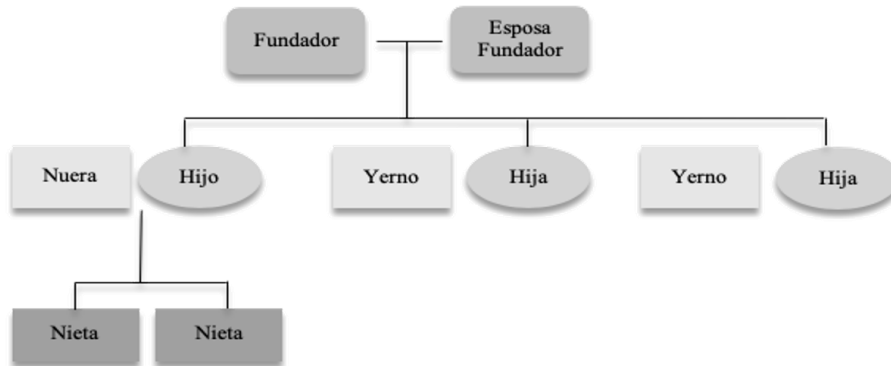 Fundador
Esposa
Fundador
Nuera
Hijo
Yerno
Hija
Yerno
Hija
Nieta
Nieta